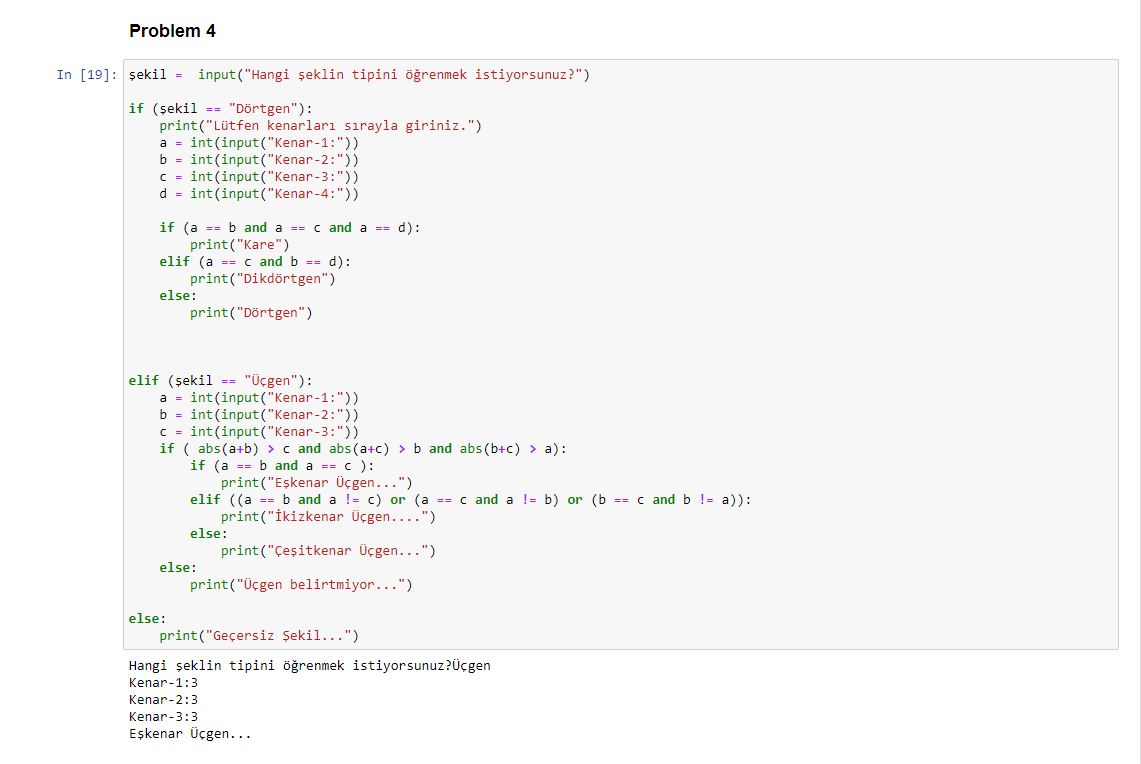 Problem 4
In [19]: şekil =  input("Hangi şeklin tipini öğrenmek istiyorsunuz?")
if (şekil == "Dörtgen"):
    print("Lütfen kenarları sırayla giriniz.")
    a = int(input("Kenar-1:"))
    b = int(input("Kenar-2:"))
    c = int(input("Kenar-3:"))
    d = int(input("Kenar-4:"))
    if (a == b and a == c and a == d):
        print("Kare")
    elif (a == c and b == d):
        print("Dikdörtgen")
    else:
        print("Dörtgen")
elif (şekil == "Üçgen"):
    a = int(input("Kenar-1:"))
    b = int(input("Kenar-2:"))
    c = int(input("Kenar-3:"))
    if ( abs(a+b) > c and abs(a+c) > b and abs(b+c) > a):
        if (a == b and a == c ):
            print("Eşkenar Üçgen...")
        elif ((a == b and a != c) or (a == c and a != b) or (b == c and b != a)):
            print("İkizkenar Üçgen....")
        else:
            print("Çeşitkenar Üçgen...")
    else:
        print("Üçgen belirtmiyor...")
else:
    print("Geçersiz Şekil...")
Hangi şeklin tipini öğrenmek istiyorsunuz?Üçgen
Kenar-1:3
Kenar-2:3
Kenar-3:3
Eşkenar Üçgen...